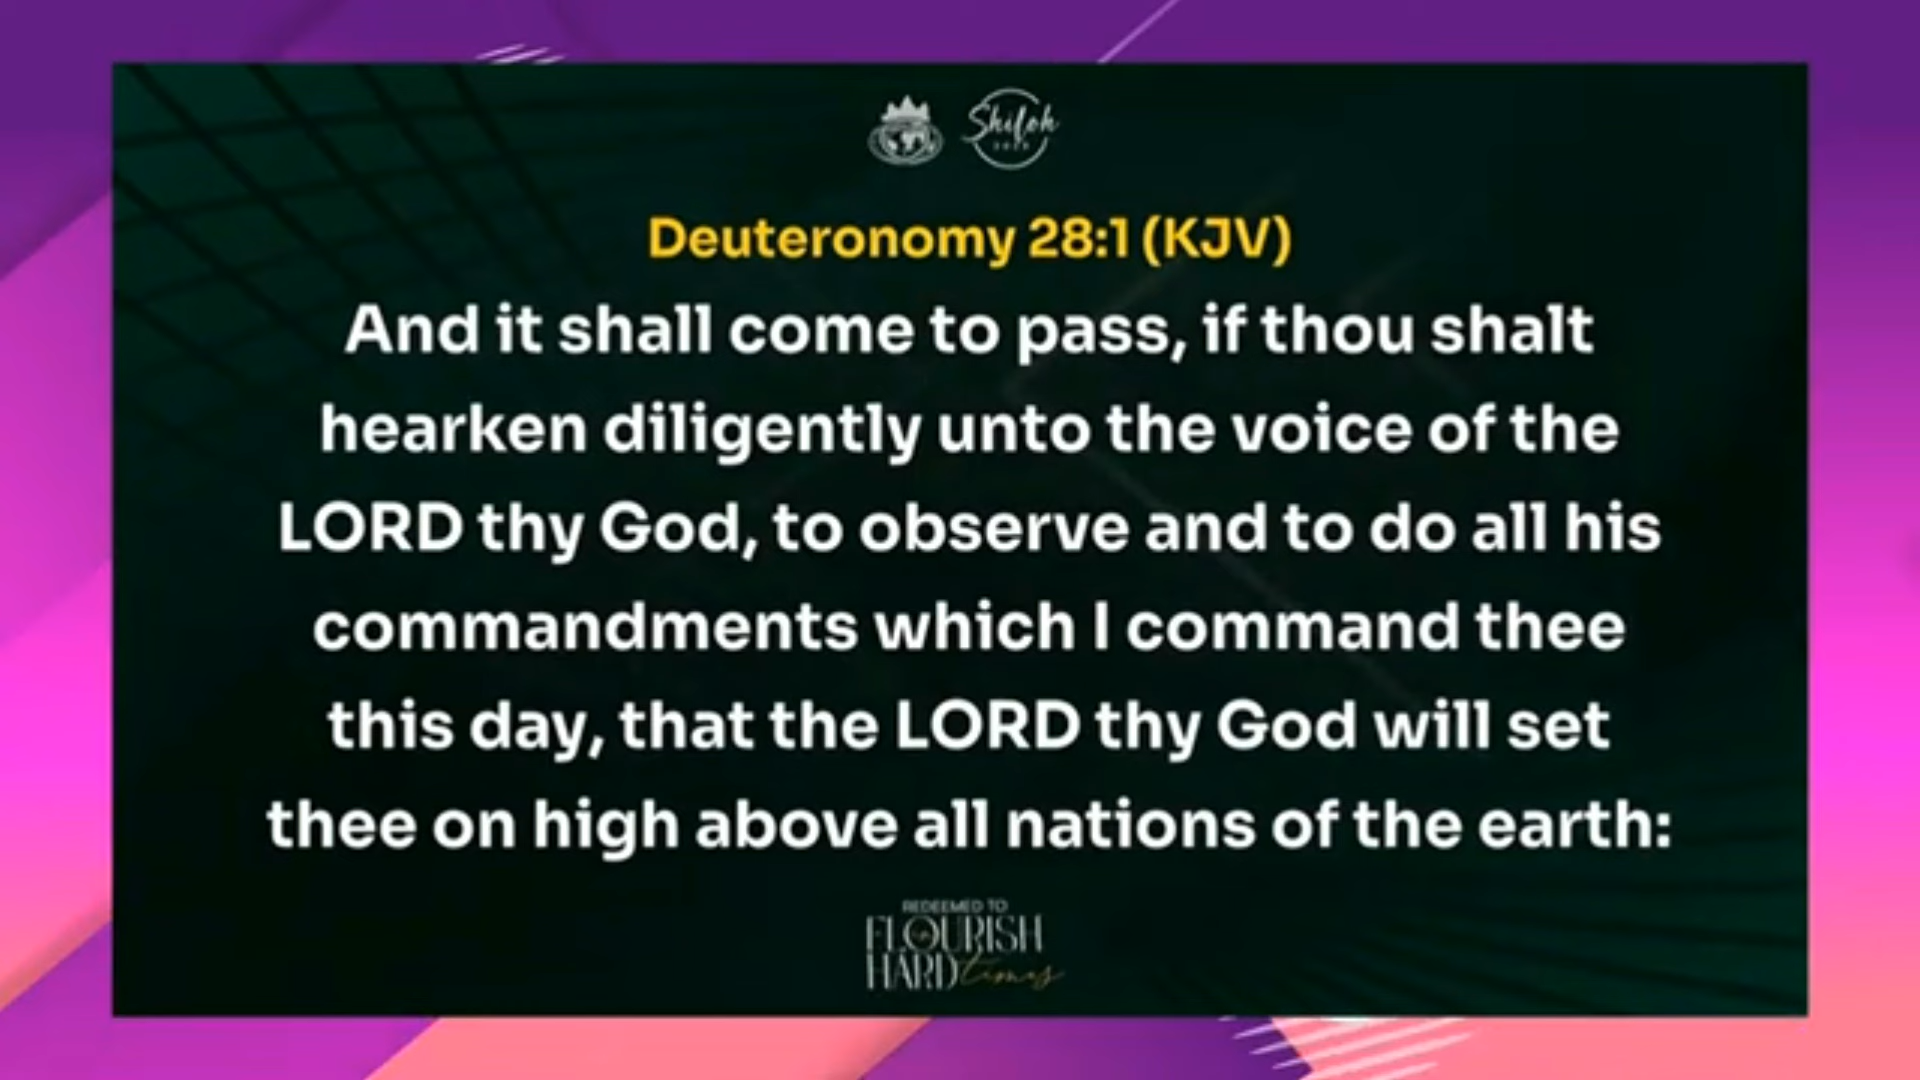 Shiloh
Deuteronomy 28:1 (KJV)
And it shall come to pass, if thou shalt
hearken diligently unto the voice of the
LORD thy God, to observe and to do all his
commandments which I command thee
this day, that the LORD thy God will set
thee on high above all nations of the earth:
REDEEMED TO
FLOURISH
in
HARD times